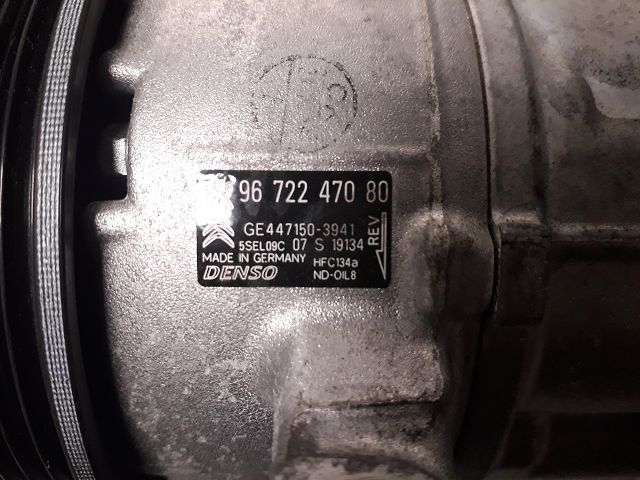 96 722 470 80
GE447150-3941
5SEL09C 07 S 19134
MADE IN GERMANY HFC134a
DENSO ND-OIL8
REV